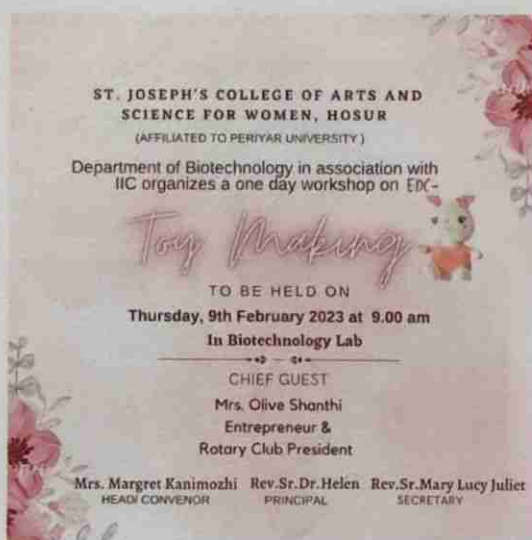 ST. JOSEPH'S COLLEGE OF ARTS AND
SCIENCE FOR WOMEN, HOSUR
(AFFILIATED TO PERIYAR UNIVERSITY )
Department of Biotechnology in association with
IIC organizes a one day workshop on EDC-
Toy Making
TO BE HELD ON
Thursday, 9th February 2023 at 9.00 am
In Biotechnology Lab
CHIEF GUEST
Mrs. Olive Shanthi
Entrepreneur &
Rotary Club President
Mrs. Margret Kanimozhi Rev.Sr.Dr.Helen Rev.Sr.Mary Lucy Juliet
HEAD/ CONVENOR PRINCIPAL SECRETARY